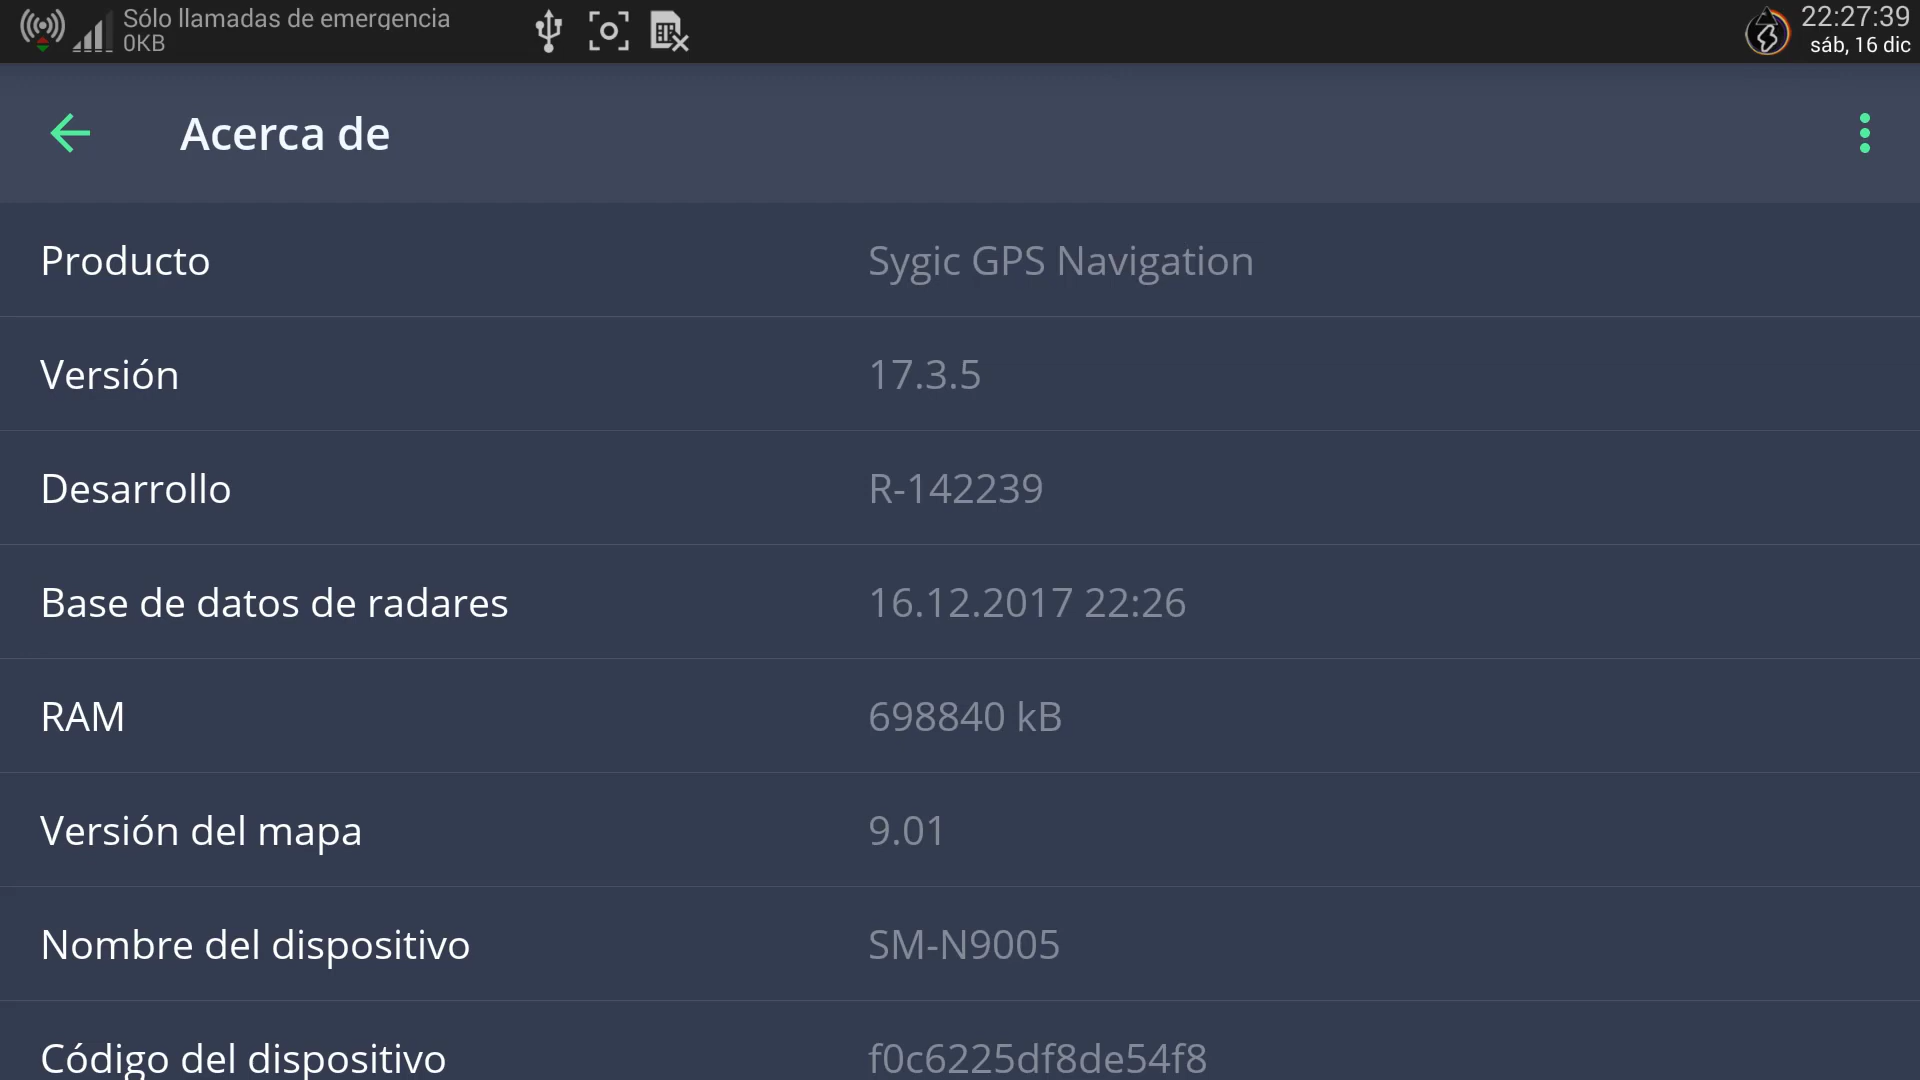 Sólo llamadas de emergencia
0KB
22:27:39
sáb, 16 dic
Acerca de
Producto Sygic GPS Navigation
Versión 17.3.5
Desarrollo R-142239
Base de datos de radares 16.12.2017 22:26
RAM 698840 kB
Versión del mapa 9.01
Nombre del dispositivo SM-N9005
Código del dispositivo f0c6225df8de54f8